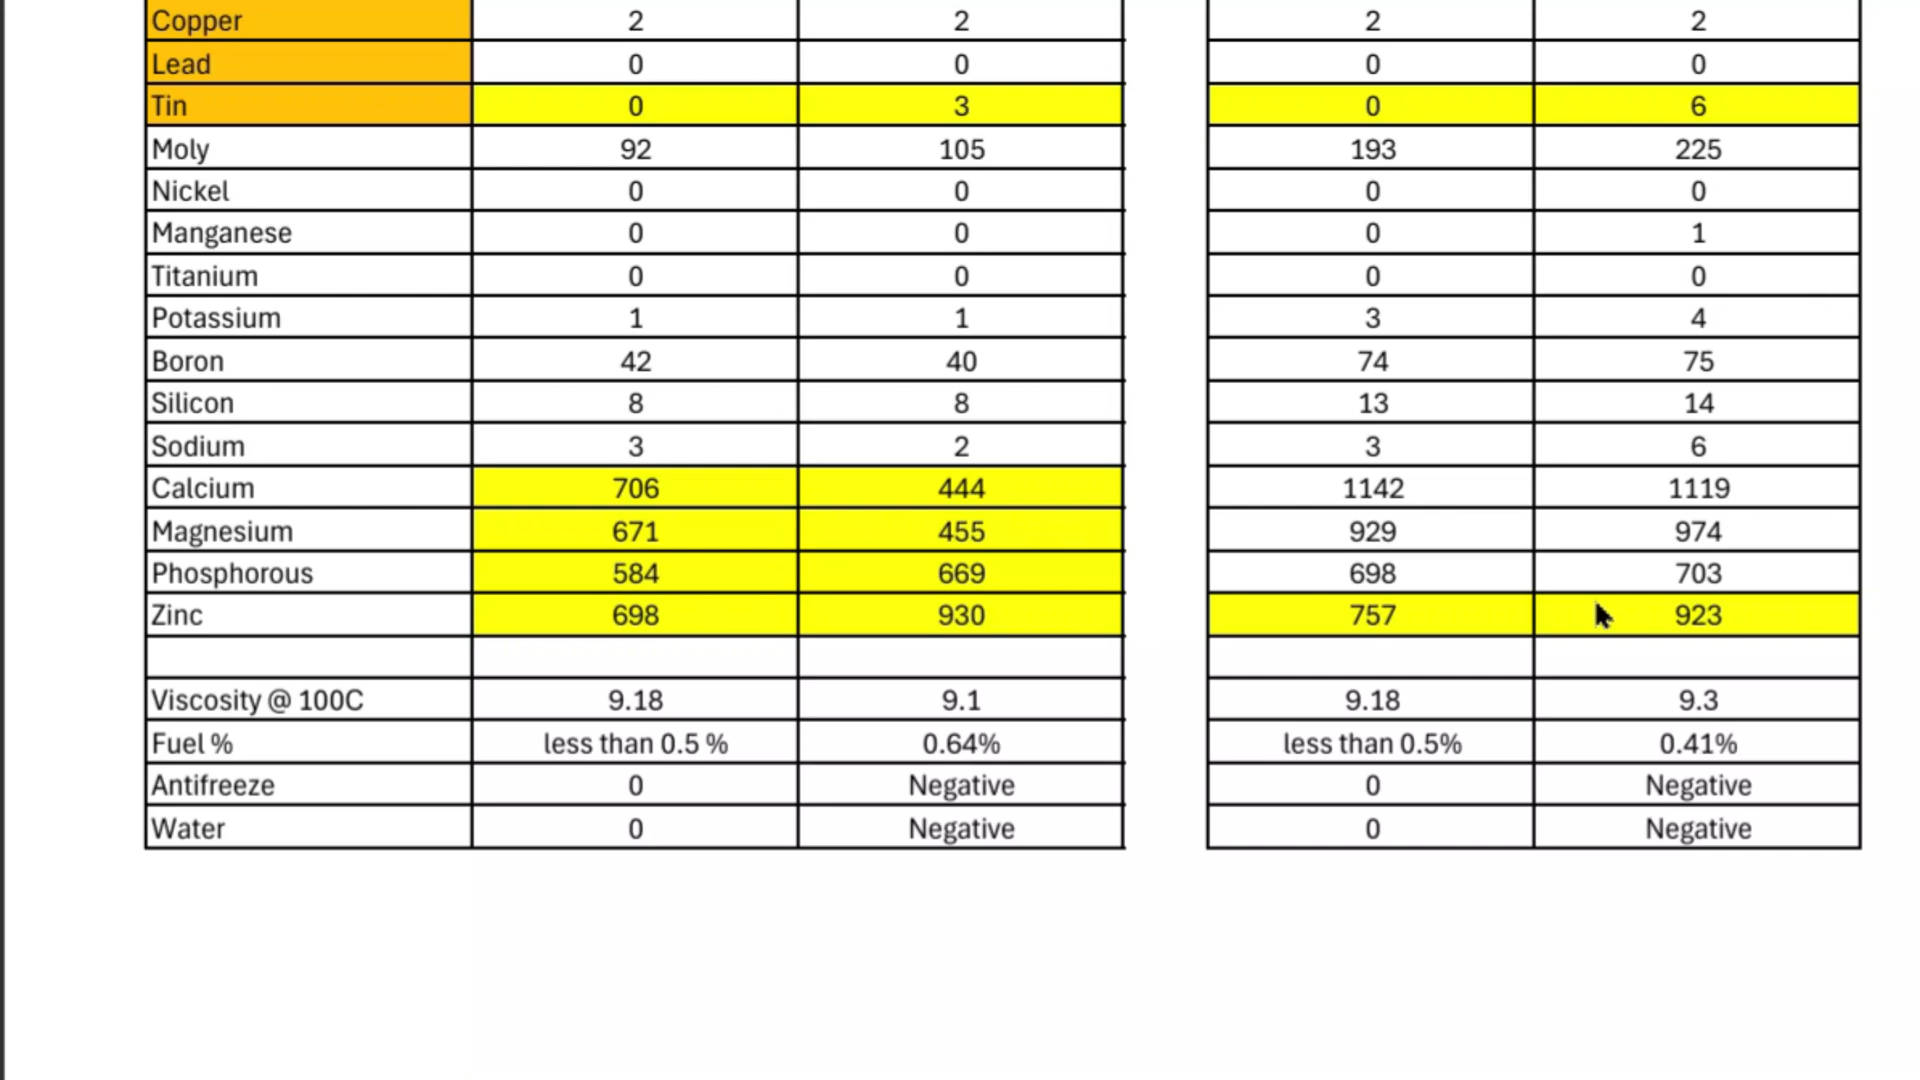 Copper 2 2 2 2
Lead 0 0 0 0
Tin 0 3 0 6
Moly 92 105 193 225
Nickel 0 0 0 0
Manganese 0 0 0 1
Titanium 0 0 0 0
Potassium 1 1 3 4
Boron 42 40 74 75
Silicon 8 8 13 14
Sodium 3 2 3 6
Calcium 706 444 1142 1119
Magnesium 671 455 929 974
Phosphorous 584 669 698 703
Zinc 698 930 757 923
Viscosity @ 100C 9.18 9.1 9.18 9.3
Fuel % less than 0.5 % 0.64% less than 0.5% 0.41%
Antifreeze 0 Negative 0 Negative
Water 0 Negative 0 Negative